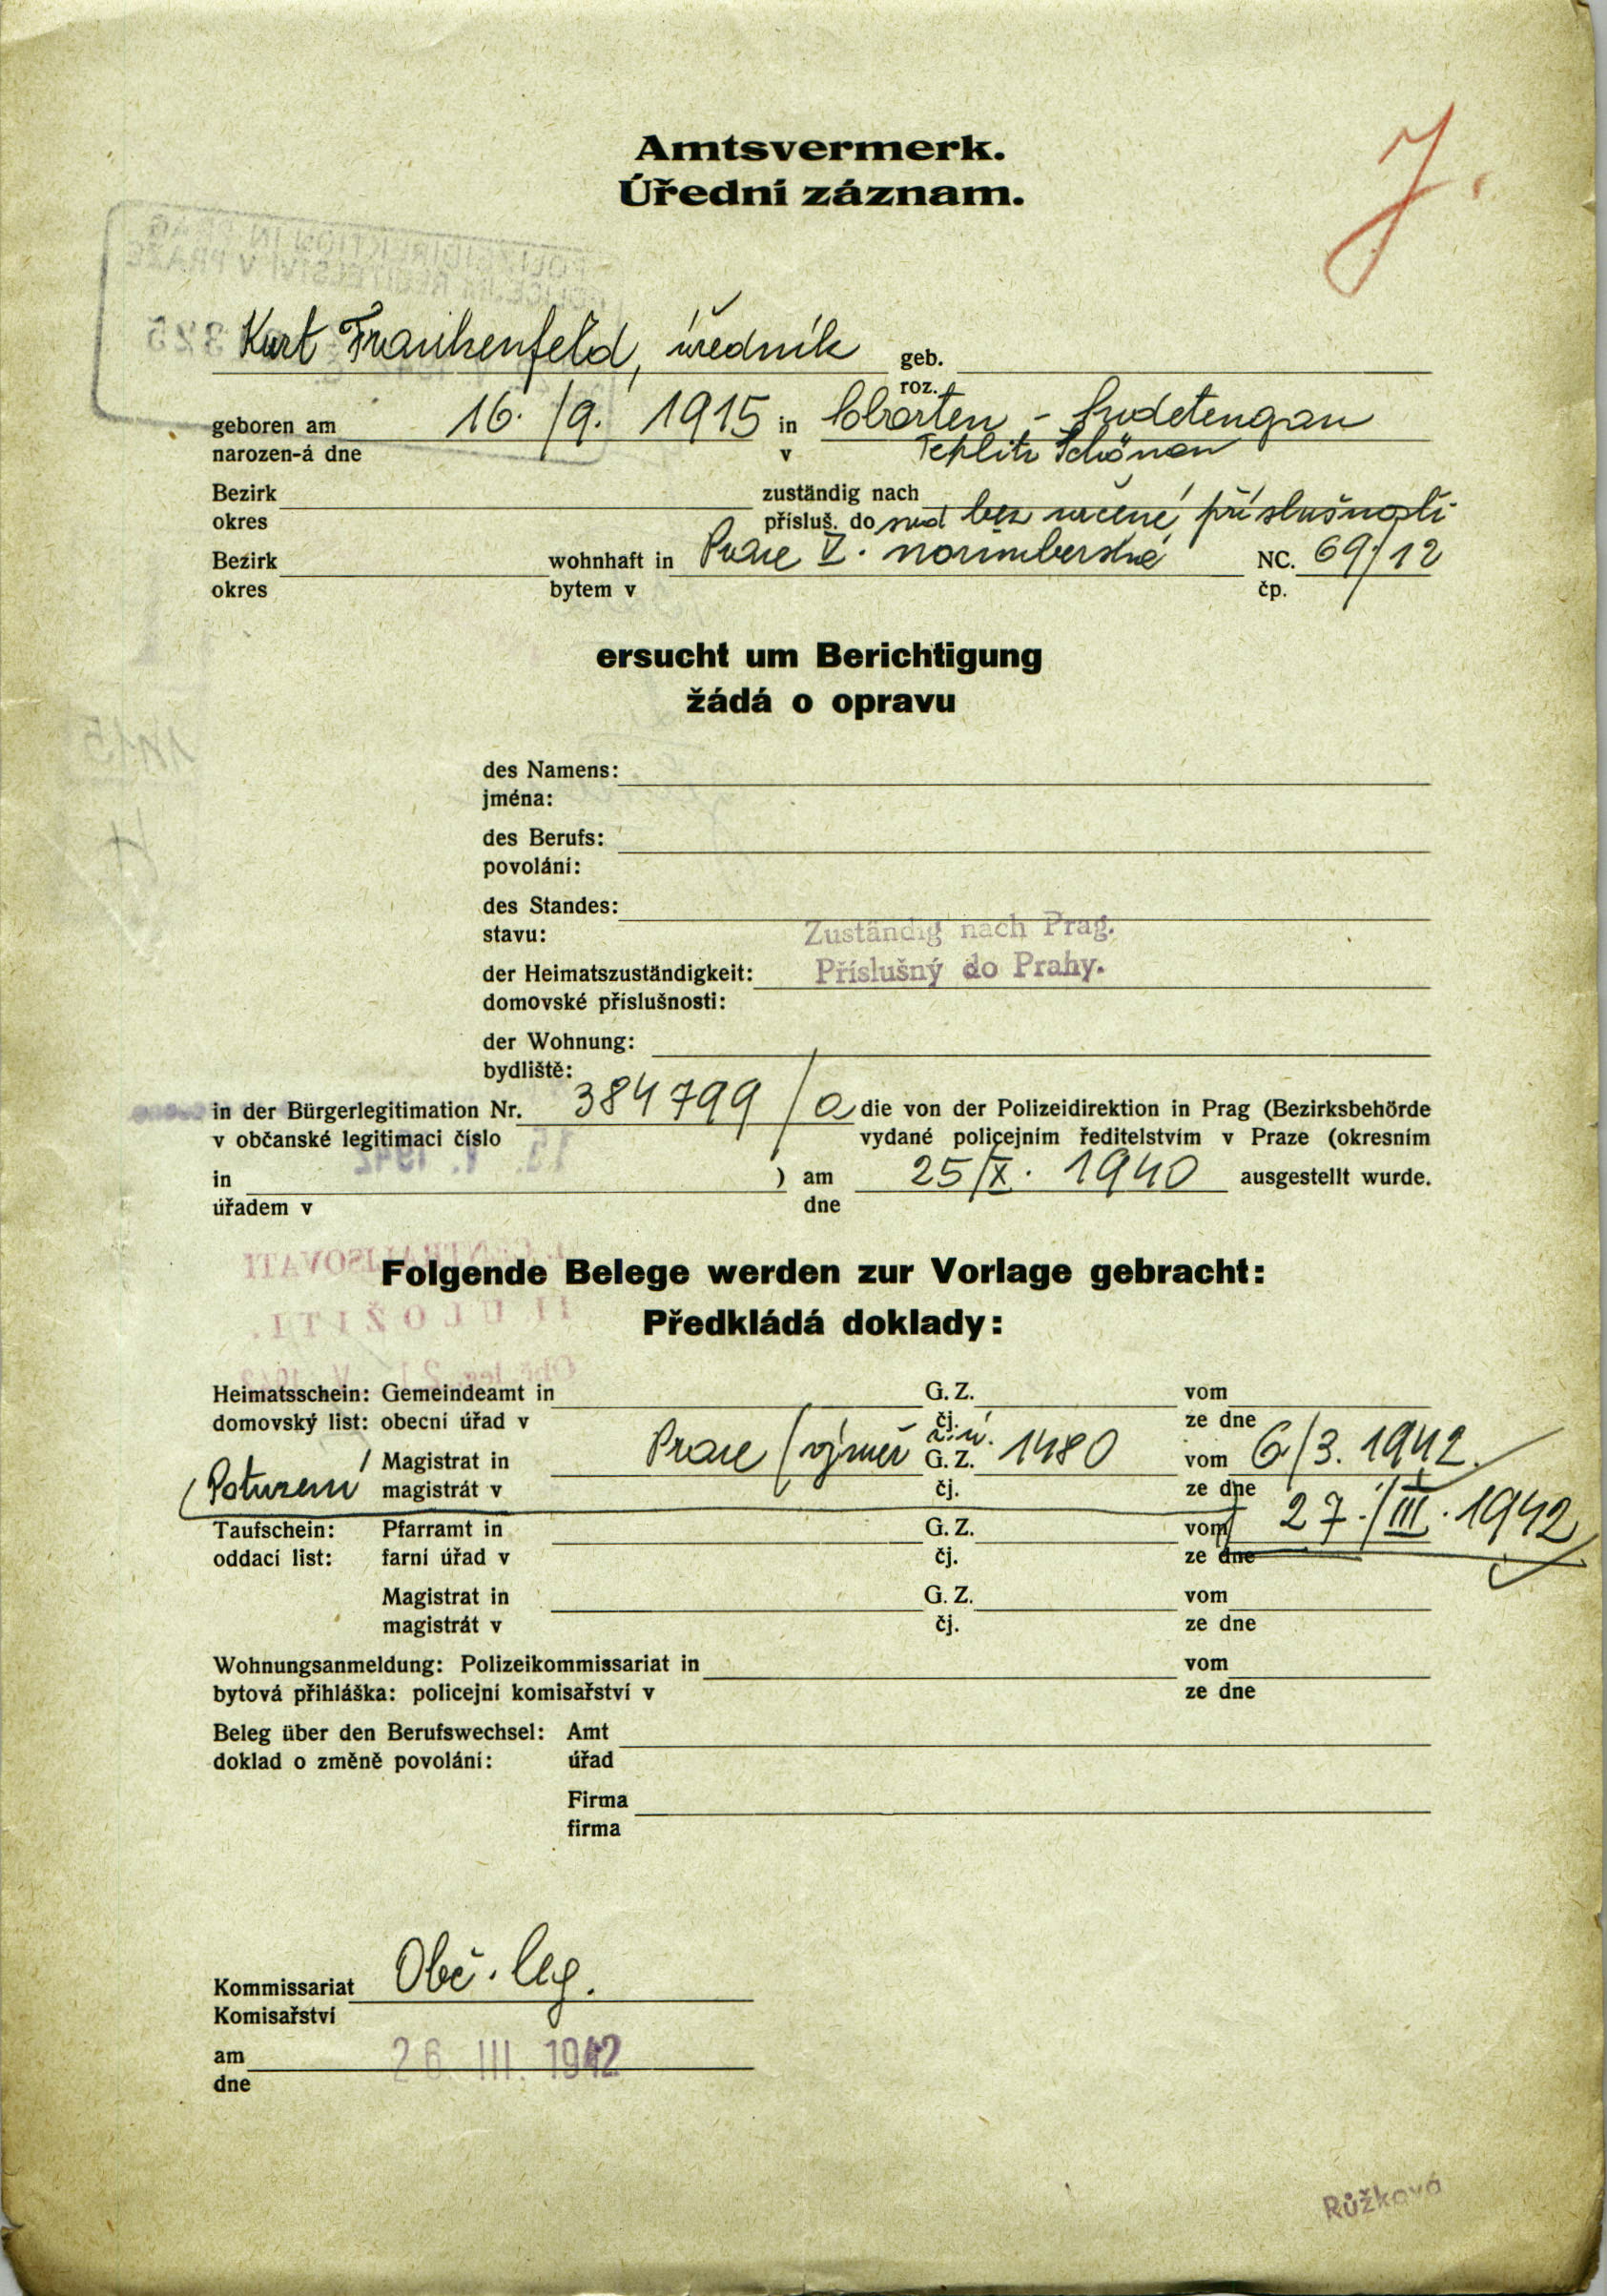 Amtsvermerk.
Úřední záznam.
J.
Kurt Frankenfeld, úředník geb.
roz.
geboren am 16./9. 1915 in Sudetengau
narozen-á dne v Teplitz Schönau
Bezirk zuständig nach
okres přísluš. do bez určené příslušnosti
Bezirk wohnhaft in Praze V. norimberská NC. 69/12
okres bytem v čp.
ersucht um Berichtigung
žádá o opravu
des Namens:
jména:
des Berufs:
povolání:
des Standes:
stavu:
Zuständig nach Prag.
der Heimatszuständigkeit: Příslušný do Prahy.
domovské příslušnosti:
der Wohnung:
bydliště:
in der Bürgerlegitimation Nr. 384799/a die von der Polizeidirektion in Prag (Bezirksbehörde
v občanské legitimaci číslo vydané policejním ředitelstvím v Praze (okresním
in ) am 25/X. 1940 ausgestellt wurde.
úřadem v dne
Folgende Belege werden zur Vorlage gebracht:
Předkládá doklady:
Heimatsschein: Gemeindeamt in G. Z. vom
domovský list: obecní úřad v čj. ze dne
Magistrat in Praze (výměr z.ú. G. Z. 1480 vom 6/3. 1942.
Potvrzení magistrát v čj. ze dne
Taufschein: Pfarramt in G. Z. vom 27./III. 1942
oddací list: farní úřad v čj. ze dne
Magistrat in G. Z. vom
magistrát v čj. ze dne
Wohnungsanmeldung: Polizeikommissariat in vom
bytová přihláška: policejní komisařství v ze dne
Beleg über den Berufswechsel: Amt
doklad o změně povolání: úřad
Firma
firma
Kommissariat Obč. leg.
Komisařství
am 26. III. 1942
dne
Růžková